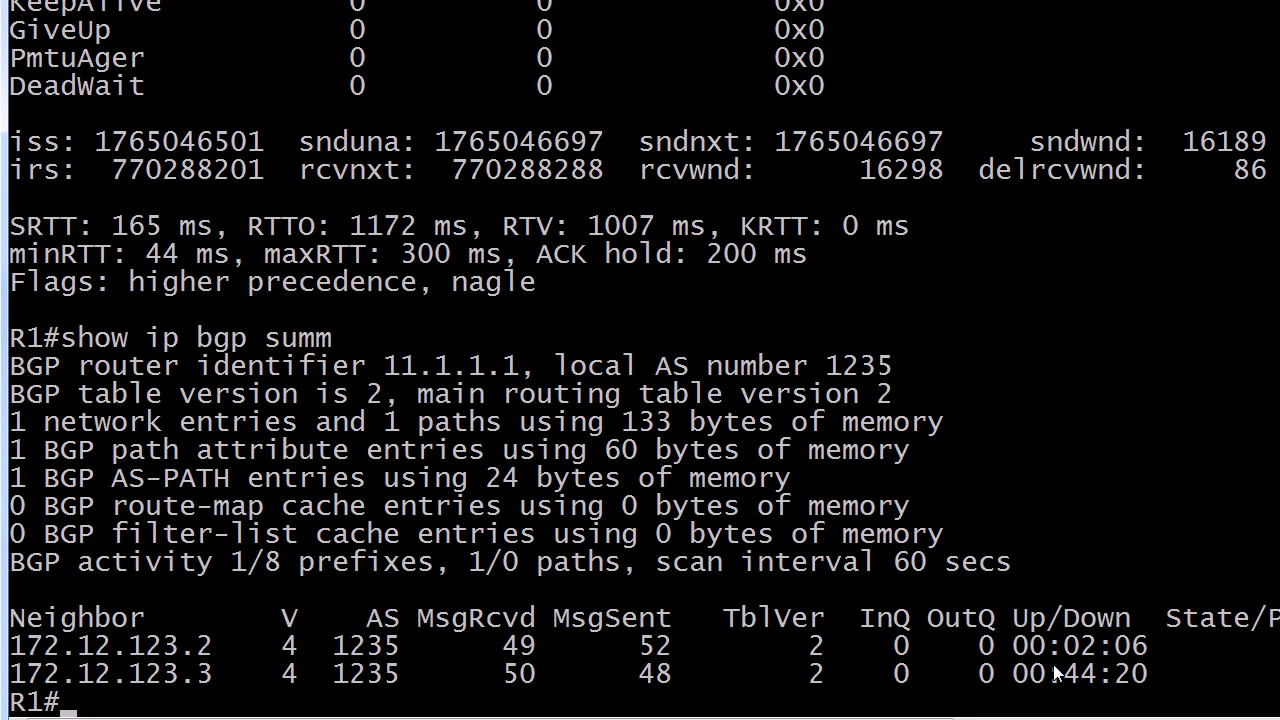 KeepAlive 0 0 0x0
GiveUp 0 0 0x0
PmtuAger 0 0 0x0
DeadWait 0 0 0x0
iss: 1765046501 snduna: 1765046697 sndnxt: 1765046697 sndwnd: 16189
irs: 770288201 rcvnxt: 770288288 rcvwnd: 16298 delrcvwnd: 86
SRTT: 165 ms, RTTO: 1172 ms, RTV: 1007 ms, KRTT: 0 ms
minRTT: 44 ms, maxRTT: 300 ms, ACK hold: 200 ms
Flags: higher precedence, nagle
R1#show ip bgp summ
BGP router identifier 11.1.1.1, local AS number 1235
BGP table version is 2, main routing table version 2
1 network entries and 1 paths using 133 bytes of memory
1 BGP path attribute entries using 60 bytes of memory
1 BGP AS-PATH entries using 24 bytes of memory
0 BGP route-map cache entries using 0 bytes of memory
0 BGP filter-list cache entries using 0 bytes of memory
BGP activity 1/8 prefixes, 1/0 paths, scan interval 60 secs
Neighbor V AS MsgRcvd MsgSent TblVer InQ OutQ Up/Down State/P
172.12.123.2 4 1235 49 52 2 0 0 00:02:06
172.12.123.3 4 1235 50 48 2 0 0 00:44:20
R1#